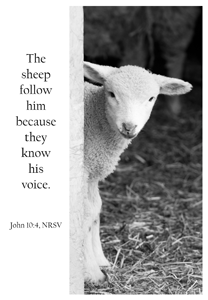 The
sheep
follow
him
because
they
know
his
voice.
John 10:4, NRSV